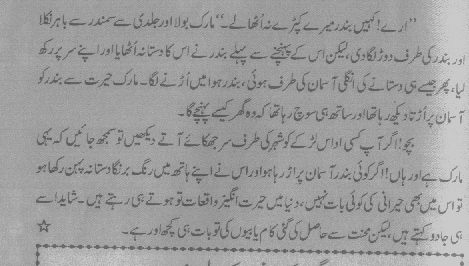 ”ارے! کہیں بندر میرے کپڑے نہ اُٹھا لے۔“ مارک بولا اور جلدی سے سمندر سے باہر نکلا
اور بندر کی طرف دوڑ لگا دی، لیکن اس کے پہنچنے سے پہلے بندر نے اس کا دستانہ اُٹھایا اور اپنے سر پر رکھ
لیا، پھر جیسے ہی دستانے کی انگلی آسمان کی طرف ہوئی، بندر ہوا میں اُڑنے لگا۔ مارک حیرت سے بندر کو
آسمان پر اُڑتا دیکھ رہا تھا اور ساتھ ہی سوچ رہا تھا کہ وہ گھر کیسے پہنچے گا۔
بچو! اگر آپ کسی اداس لڑکے کو شہر کی طرف سر جھکائے آتے دیکھیں تو سمجھ جائیں کہ یہی
مارک ہے اور ہاں! اگر کوئی بندر آسمان پر اڑ رہا ہو اور اس نے اپنے ہاتھ میں رنگ برنگا دستانہ پہن رکھا ہو
تو اس میں بھی حیرانی کی کوئی بات نہیں، دنیا میں حیرت انگیز واقعات تو ہوتے ہی رہتے ہیں۔ شاید اسے
ہی جادو کہتے ہیں، لیکن محنت سے حاصل کی گئی کامیابیوں کی تو بات ہی کچھ اور ہے۔ ☆